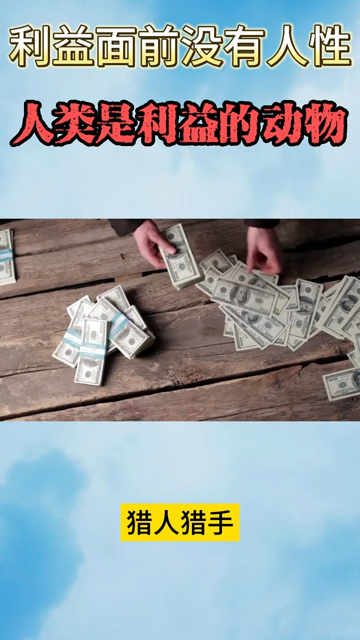 利益面前没有人性
人类是利益的动物
猎人猎手